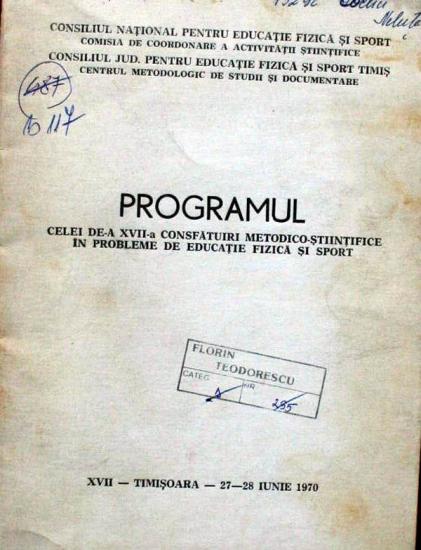 CONSILIUL NAȚIONAL PENTRU EDUCAȚIE FIZICĂ ȘI SPORT
COMISIA DE COORDONARE A ACTIVITĂȚII ȘTIINȚIFICE
CONSILIUL JUD. PENTRU EDUCAȚIE FIZICĂ ȘI SPORT TIMIȘ
CENTRUL METODOLOGIC DE STUDII ȘI DOCUMENTARE
487
117
PROGRAMUL
CELEI DE-A XVII-a CONSFĂTUIRI METODICO-ȘTIINȚIFICE
ÎN PROBLEME DE EDUCAȚIE FIZICĂ ȘI SPORT
FLORIN
TEODORESCU
CATEG
NR
XVII — TIMIȘOARA — 27—28 IUNIE 1970